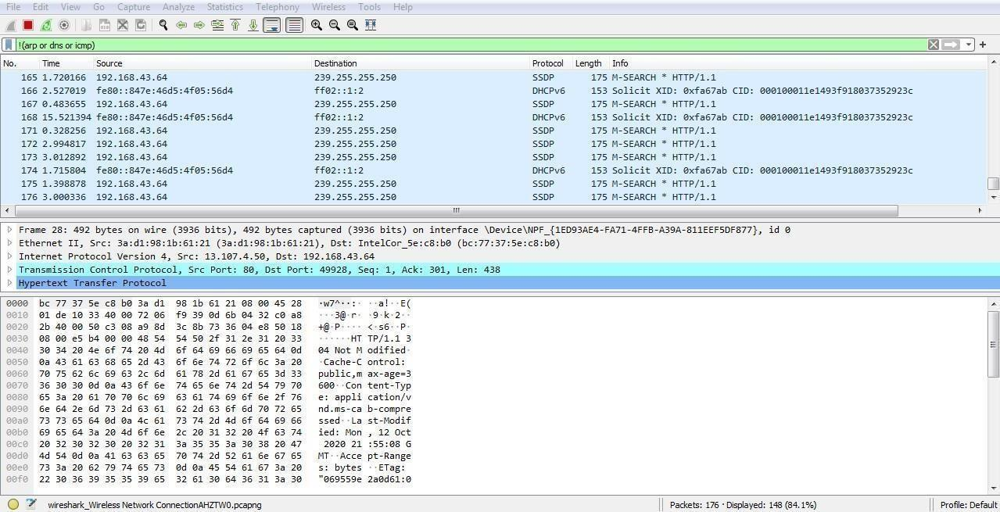 File Edit View Go Capture Analyze Statistics Telephony Wireless Tools Help
!(arp or dns or icmp)
No. Time Source Destination Protocol Length Info
165 1.720166 192.168.43.64 239.255.255.250 SSDP 175 M-SEARCH * HTTP/1.1
166 2.527019 fe80::847e:46d5:4f05:56d4 ff02::1:2 DHCPv6 153 Solicit XID: 0xfa67ab CID: 000100011e1493f918037352923c
167 0.483655 192.168.43.64 239.255.255.250 SSDP 175 M-SEARCH * HTTP/1.1
168 15.521394 fe80::847e:46d5:4f05:56d4 ff02::1:2 DHCPv6 153 Solicit XID: 0xfa67ab CID: 000100011e1493f918037352923c
171 0.328256 192.168.43.64 239.255.255.250 SSDP 175 M-SEARCH * HTTP/1.1
172 2.994817 192.168.43.64 239.255.255.250 SSDP 175 M-SEARCH * HTTP/1.1
173 3.012892 192.168.43.64 239.255.255.250 SSDP 175 M-SEARCH * HTTP/1.1
174 1.715804 fe80::847e:46d5:4f05:56d4 ff02::1:2 DHCPv6 153 Solicit XID: 0xfa67ab CID: 000100011e1493f918037352923c
175 1.398878 192.168.43.64 239.255.255.250 SSDP 175 M-SEARCH * HTTP/1.1
176 3.000336 192.168.43.64 239.255.255.250 SSDP 175 M-SEARCH * HTTP/1.1
Frame 28: 492 bytes on wire (3936 bits), 492 bytes captured (3936 bits) on interface \Device\NPF_{1ED93AE4-FA71-4FFB-A39A-811EEF5DF877}, id 0
Ethernet II, Src: 3a:d1:98:1b:61:21 (3a:d1:98:1b:61:21), Dst: IntelCor_5e:c8:b0 (bc:77:37:5e:c8:b0)
Internet Protocol Version 4, Src: 13.107.4.50, Dst: 192.168.43.64
Transmission Control Protocol, Src Port: 80, Dst Port: 49928, Seq: 1, Ack: 301, Len: 438
Hypertext Transfer Protocol
0000 bc 77 37 5e c8 b0 3a d1 98 1b 61 21 08 00 45 28 ·w7^··:· ··a!··E(
0010 01 de 10 33 40 00 72 06 f9 39 0d 6b 04 32 c0 a8 ···3@·r· ·9·k·2··
0020 2b 40 00 50 c3 08 a9 8d 3c 8b 73 36 04 e8 50 18 +@·P···· <·s6··P·
0030 08 00 e5 b4 00 00 48 54 54 50 2f 31 2e 31 20 33 ······HT TP/1.1 3
0040 30 34 20 4e 6f 74 20 4d 6f 64 69 66 69 65 64 0d 04 Not M odified·
0050 0a 43 61 63 68 65 2d 43 6f 6e 74 72 6f 6c 3a 20 ·Cache-C ontrol:
0060 70 75 62 6c 69 63 2c 6d 61 78 2d 61 67 65 3d 33 public,m ax-age=3
0070 36 30 30 0d 0a 43 6f 6e 74 65 6e 74 2d 54 79 70 600··Con tent-Typ
0080 65 3a 20 61 70 70 6c 69 63 61 74 69 6f 6e 2f 76 e: appli cation/v
0090 6e 64 2e 6d 73 2d 63 61 62 2d 63 6f 6d 70 72 65 nd.ms-ca b-compre
00a0 73 73 65 64 0d 0a 4c 61 73 74 2d 4d 6f 64 69 66 ssed··La st-Modif
00b0 69 65 64 3a 20 4d 6f 6e 2c 20 31 32 20 4f 63 74 ied: Mon , 12 Oct
00c0 20 32 30 32 30 20 32 31 3a 35 35 3a 30 38 20 47 2020 21 :55:08 G
00d0 4d 54 0d 0a 41 63 63 65 70 74 2d 52 61 6e 67 65 MT··Acce pt-Range
00e0 73 3a 20 62 79 74 65 73 0d 0a 45 54 61 67 3a 20 s: bytes ··ETag:
00f0 22 30 36 39 35 35 39 65 32 61 30 64 36 31 3a 30 "069559e 2a0d61:0
wireshark_Wireless Network ConnectionAHZTW0.pcapng Packets: 176 · Displayed: 148 (84.1%) Profile: Default